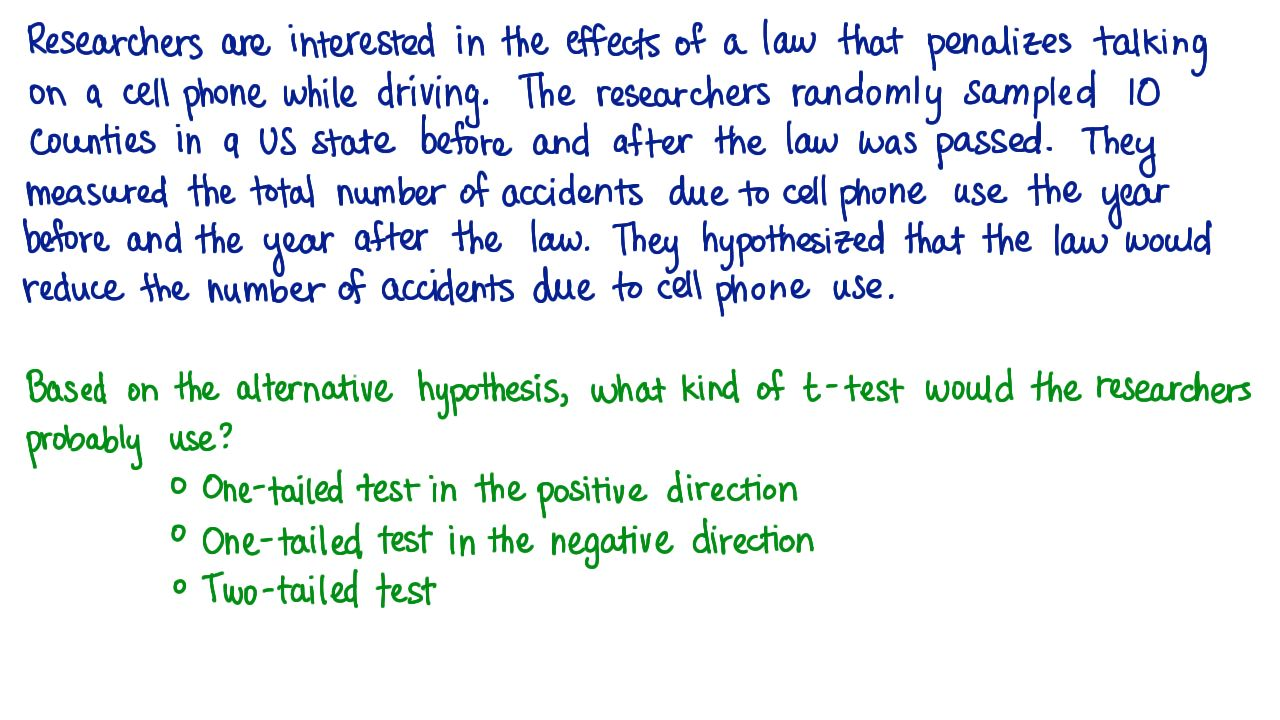 Researchers are interested in the effects of a law that penalizes talking
on a cell phone while driving. The researchers randomly sampled 10
counties in a US state before and after the law was passed. They
measured the total number of accidents due to cell phone use the year
before and the year after the law. They hypothesized that the law would
reduce the number of accidents due to cell phone use.
Based on the alternative hypothesis, what kind of t-test would the researchers
probably use?
o One-tailed test in the positive direction
o One-tailed test in the negative direction
o Two-tailed test